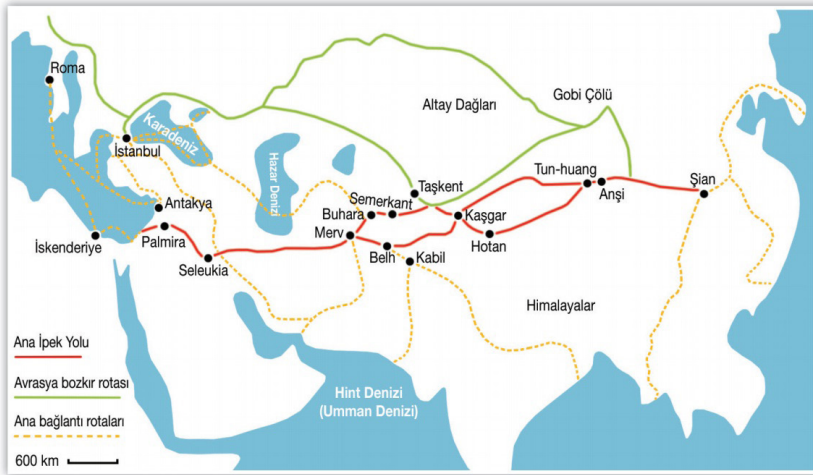 Roma
Altay Dağları
Gobi Çölü
Karadeniz
İstanbul
Hazar Denizi
Tun-huang
Anşi
Şian
Taşkent
Semerkant
Antakya
Buhara
Kaşgar
İskenderiye
Palmira
Merv
Hotan
Seleukia
Belh
Kabil
Himalayalar
Ana İpek Yolu
Avrasya bozkır rotası
Hint Denizi
(Umman Denizi)
Ana bağlantı rotaları
600 km